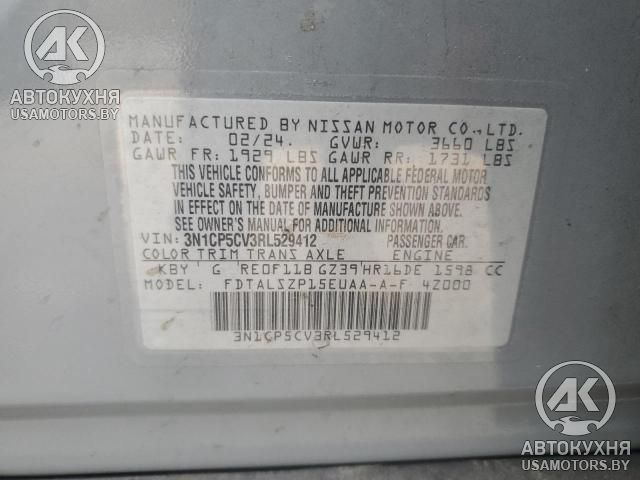 АК
АВТОКУХНЯ
USAMOTORS.BY
MANUFACTURED BY NISSAN MOTOR CO.,LTD.
DATE: 02/24. GVWR: 3660 LBS
GAWR FR: 1929 LBS GAWR RR: 1731 LBS
THIS VEHICLE CONFORMS TO ALL APPLICABLE FEDERAL MOTOR
VEHICLE SAFETY, BUMPER AND THEFT PREVENTION STANDARDS
IN EFFECT ON THE DATE OF MANUFACTURE SHOWN ABOVE.
SEE OWNER'S MANUAL FOR ADDITIONAL INFORMATION.
VIN: 3N1CP5CV3RL529412 PASSENGER CAR.
COLOR TRIM TRANS AXLE ENGINE
KBY G RE0F11B GZ39 HR16DE 1598 CC
MODEL: FDTALSZP15EUAA-A-F 4Z000
3N1CP5CV3RL529412
АК
АВТОКУХНЯ
USAMOTORS.BY